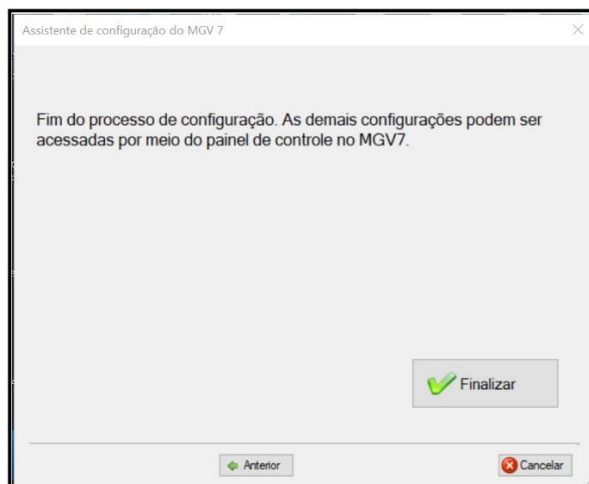 Assistente de configuração do MGV 7
Fim do processo de configuração. As demais configurações podem ser
acessadas por meio do painel de controle no MGV7.
Finalizar
Anterior
Cancelar